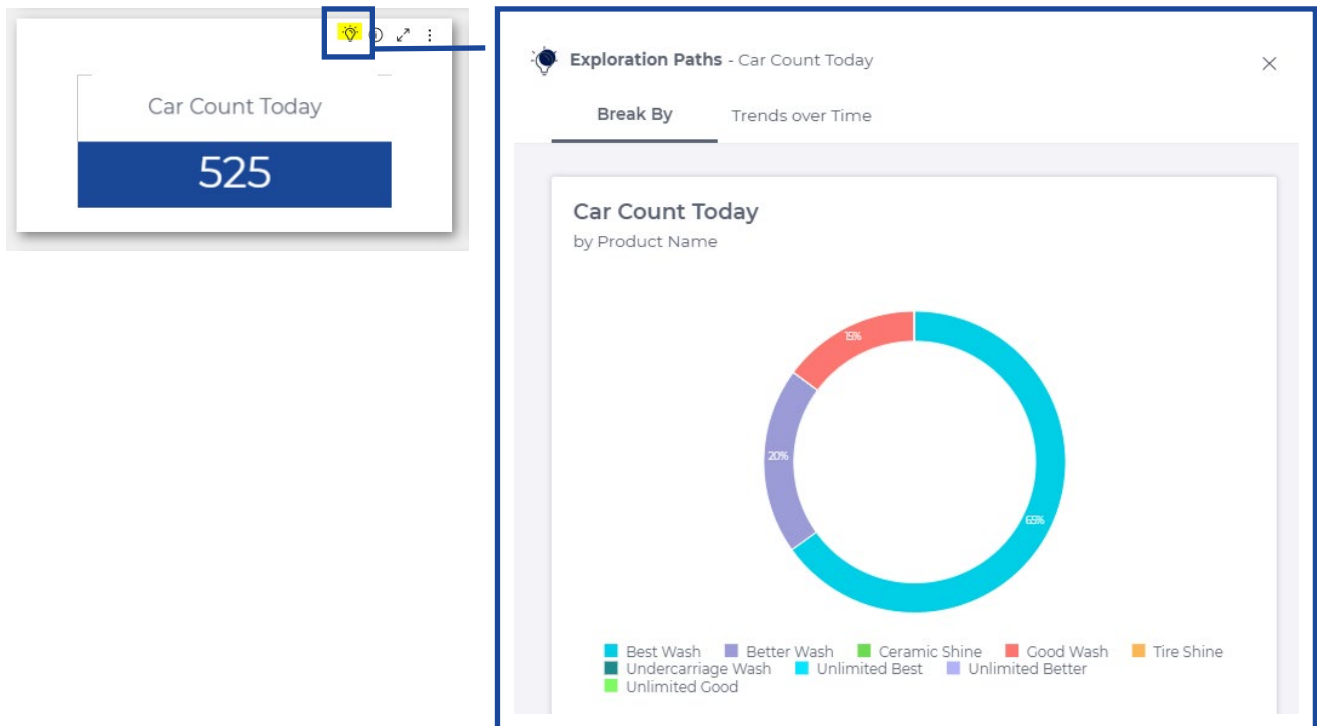 Car Count Today
525
Exploration Paths - Car Count Today
Break By
Trends over Time
Car Count Today
by Product Name
15%
20%
65%
Best Wash Better Wash Ceramic Shine Good Wash Tire Shine
Undercarriage Wash Unlimited Best Unlimited Better
Unlimited Good